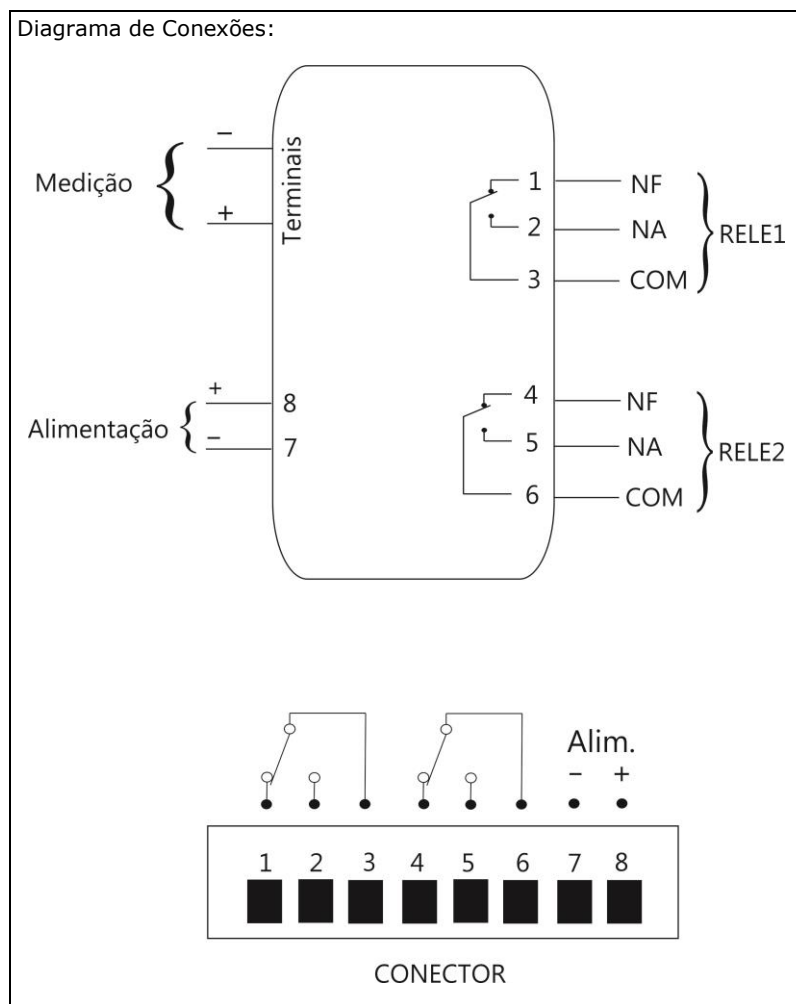 Diagrama de Conexões:
Medição
−
+
Terminais
1 NF
2 NA
3 COM
RELE1
Alimentação
+
8
−
7
4 NF
5 NA
6 COM
RELE2
Alim.
− +
1 2 3 4 5 6 7 8
CONECTOR